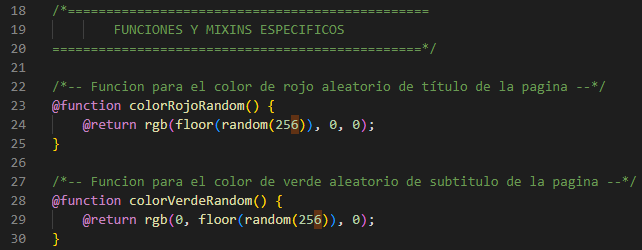 18 /*===============================================
19 FUNCIONES Y MIXINS ESPECIFICOS
20 ================================================*/
21
22 /*-- Funcion para el color de rojo aleatorio de título de la pagina --*/
23 @function colorRojoRandom() {
24 @return rgb(floor(random(256)), 0, 0);
25 }
26
27 /*-- Funcion para el color de verde aleatorio de subtitulo de la pagina --*/
28 @function colorVerdeRandom() {
29 @return rgb(0, floor(random(256)), 0);
30 }